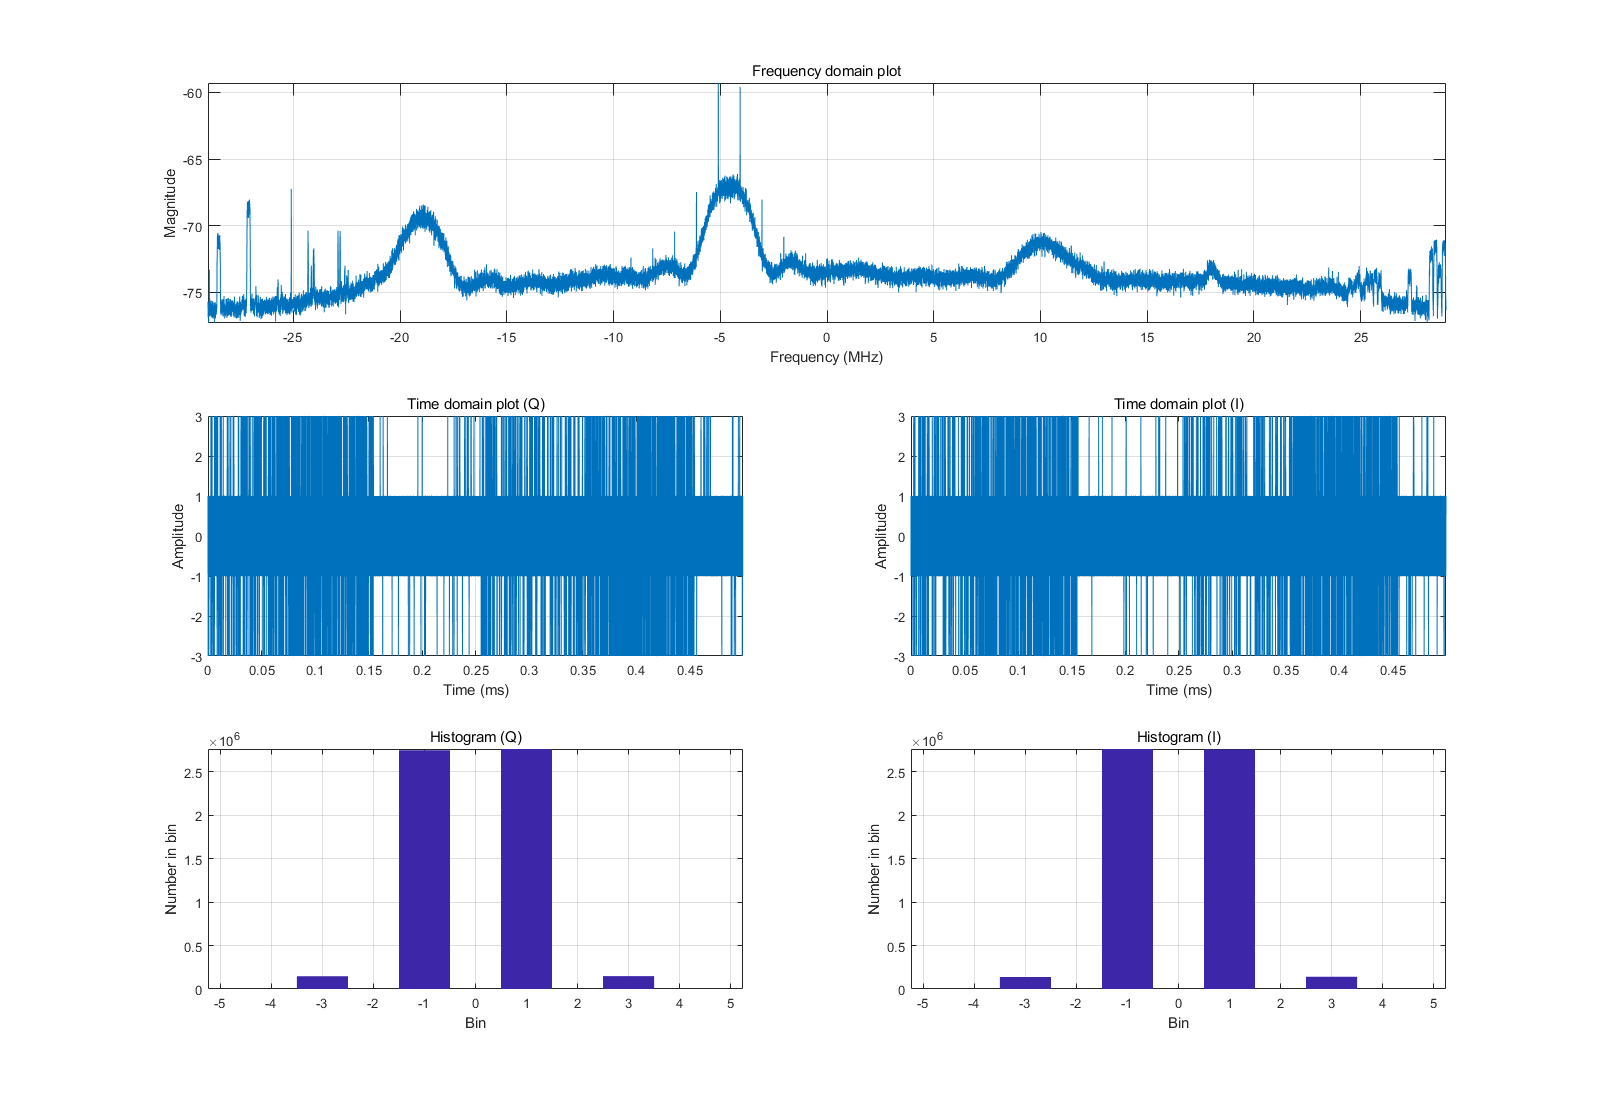 Frequency domain plot
Magnitude
-60
-65
-70
-75
-25 -20 -15 -10 -5 0 5 10 15 20 25
Frequency (MHz)
Time domain plot (Q)
Amplitude
3
2
1
0
-1
-2
-3
0 0.05 0.1 0.15 0.2 0.25 0.3 0.35 0.4 0.45
Time (ms)
Time domain plot (I)
Amplitude
3
2
1
0
-1
-2
-3
0 0.05 0.1 0.15 0.2 0.25 0.3 0.35 0.4 0.45
Time (ms)
Histogram (Q)
×10⁶
Number in bin
2.5
2
1.5
1
0.5
0
-5 -4 -3 -2 -1 0 1 2 3 4 5
Bin
Histogram (I)
×10⁶
Number in bin
2.5
2
1.5
1
0.5
0
-5 -4 -3 -2 -1 0 1 2 3 4 5
Bin